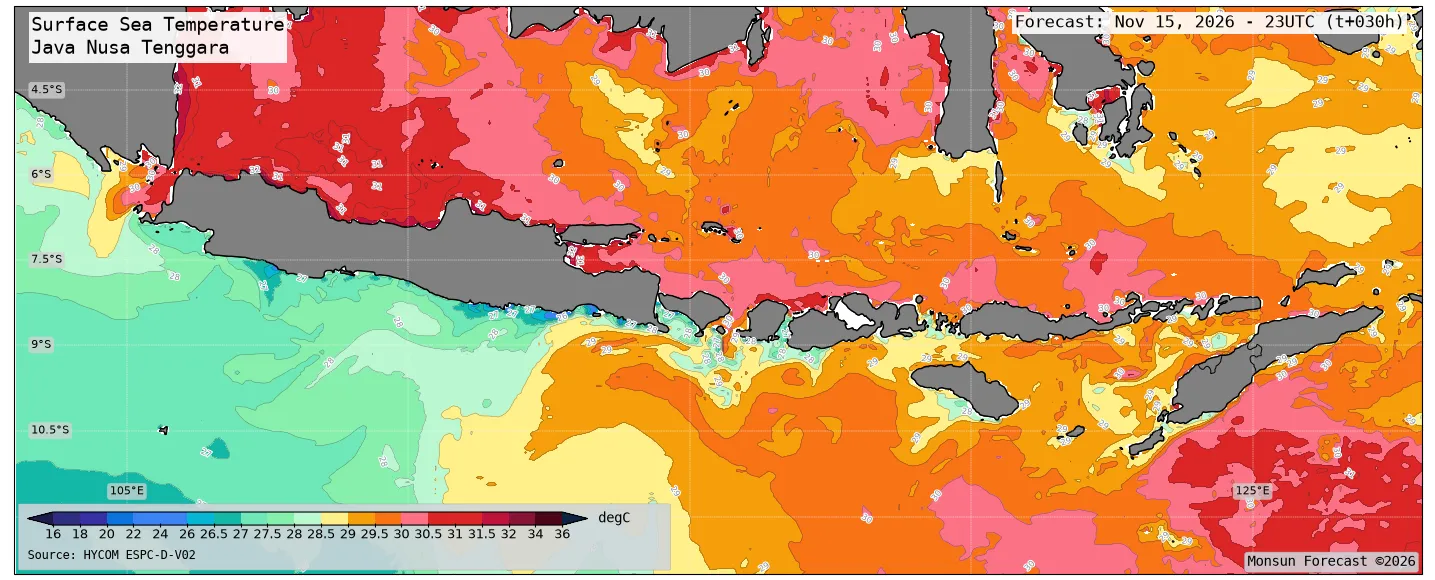 Surface Sea Temperature
Java Nusa Tenggara
Forecast: Nov 15, 2026 - 23UTC (t+030h)
4.5°S
6°S
7.5°S
9°S
10.5°S
105°E
125°E
16 18 20 22 24 26 26.5 27 27.5 28 28.5 29 29.5 30 30.5 31 31.5 32 34 36
degC
Source: HYCOM ESPC-D-V02
Monsun Forecast ©2026